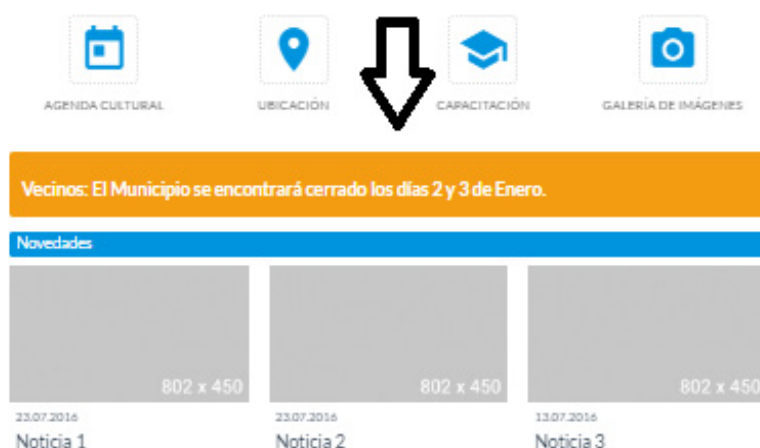 AGENDA CULTURAL
UBICACIÓN
CAPACITACIÓN
GALERÍA DE IMÁGENES
Vecinos: El Municipio se encontrará cerrado los días 2 y 3 de Enero.
Novedades
802 x 450
802 x 450
802 x 450
23.07.2016
23.07.2016
13.07.2016
Noticia 1
Noticia 2
Noticia 3